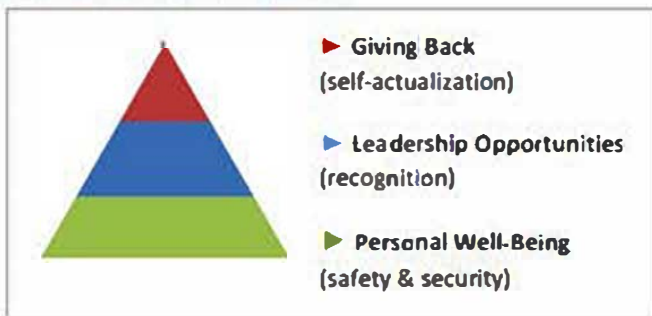 Giving Back
(self-actualization)
Leadership Opportunities
(recognition)
Personal Well-Being
(safety & security)